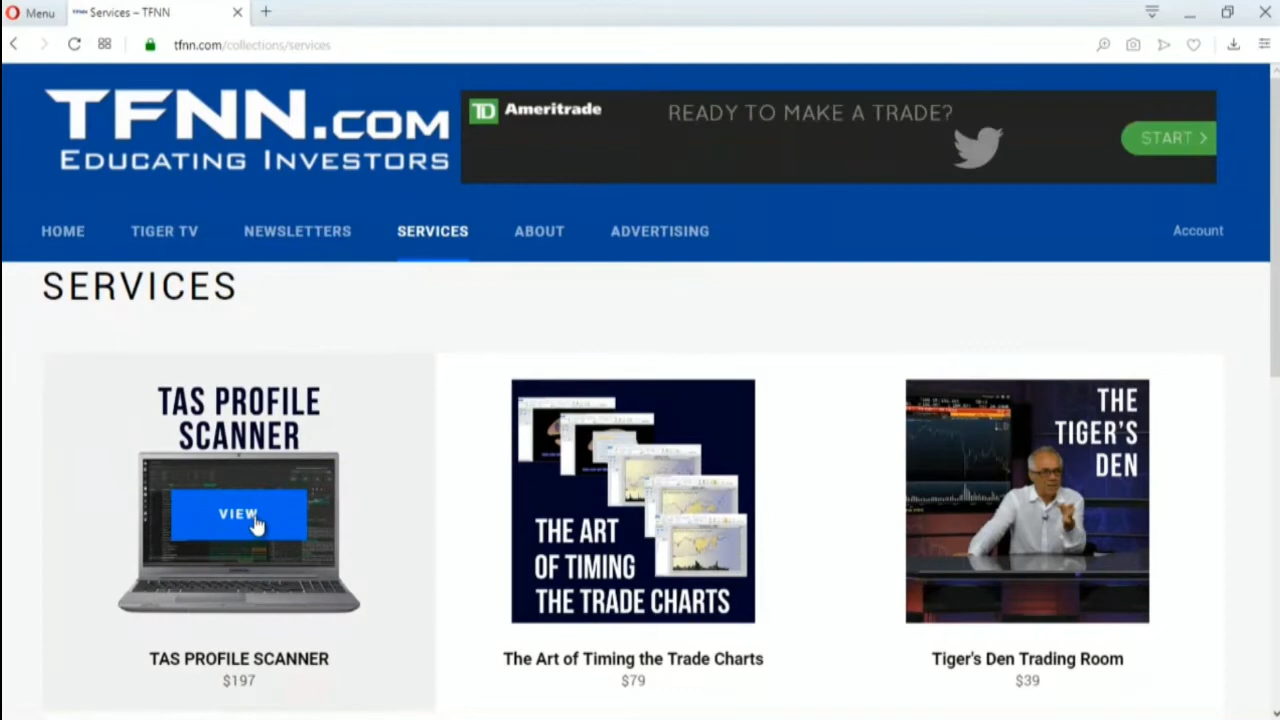 Menu
Services – TFNN
tfnn.com/collections/services
TFNN.COM
EDUCATING INVESTORS
TD Ameritrade
READY TO MAKE A TRADE?
START >
HOME TIGER TV NEWSLETTERS SERVICES ABOUT ADVERTISING Account
SERVICES
TAS PROFILE
SCANNER
VIEW
TAS PROFILE SCANNER
$197
THE ART
OF TIMING
THE TRADE CHARTS
The Art of Timing the Trade Charts
$79
THE
TIGER'S
DEN
Tiger's Den Trading Room
$39